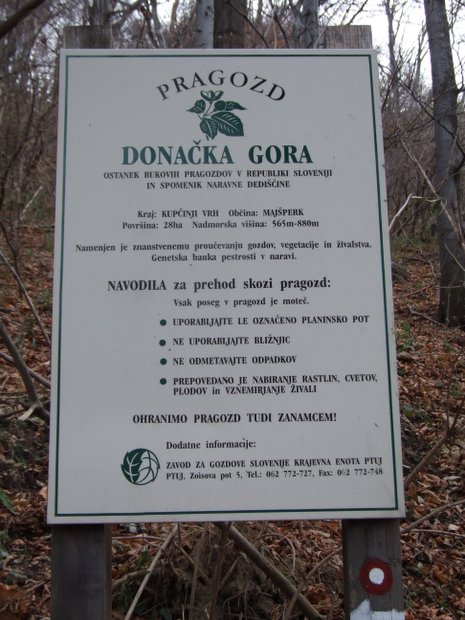 PRAGOZD
DONAČKA GORA
OSTANEK BUKOVIH PRAGOZDOV V REPUBLIKI SLOVENIJI
IN SPOMENIK NARAVNE DEDIŠČINE
Kraj: KUPČINJI VRH Občina: MAJŠPERK
Površina: 28ha Nadmorska višina: 565m-880m
Namenjen je znanstvenemu proučevanju gozdov, vegetacije in živalstva.
Genetska banka pestrosti v naravi.
NAVODILA za prehod skozi pragozd:
Vsak poseg v pragozd je moteč.
● UPORABLJAJTE LE OZNAČENO PLANINSKO POT
● NE UPORABLJAJTE BLIŽNJIC
● NE ODMETAVAJTE ODPADKOV
● PREPOVEDANO JE NABIRANJE RASTLIN, CVETOV,
PLODOV in VZNEMIRJANJE ŽIVALI
OHRANIMO PRAGOZD TUDI ZANAMCEM!
Dodatne informacije:
ZAVOD ZA GOZDOVE SLOVENIJE KRAJEVNA ENOTA PTUJ
PTUJ, Zoisova pot 5, Tel.: 062 772-727, Fax: 062 772-748